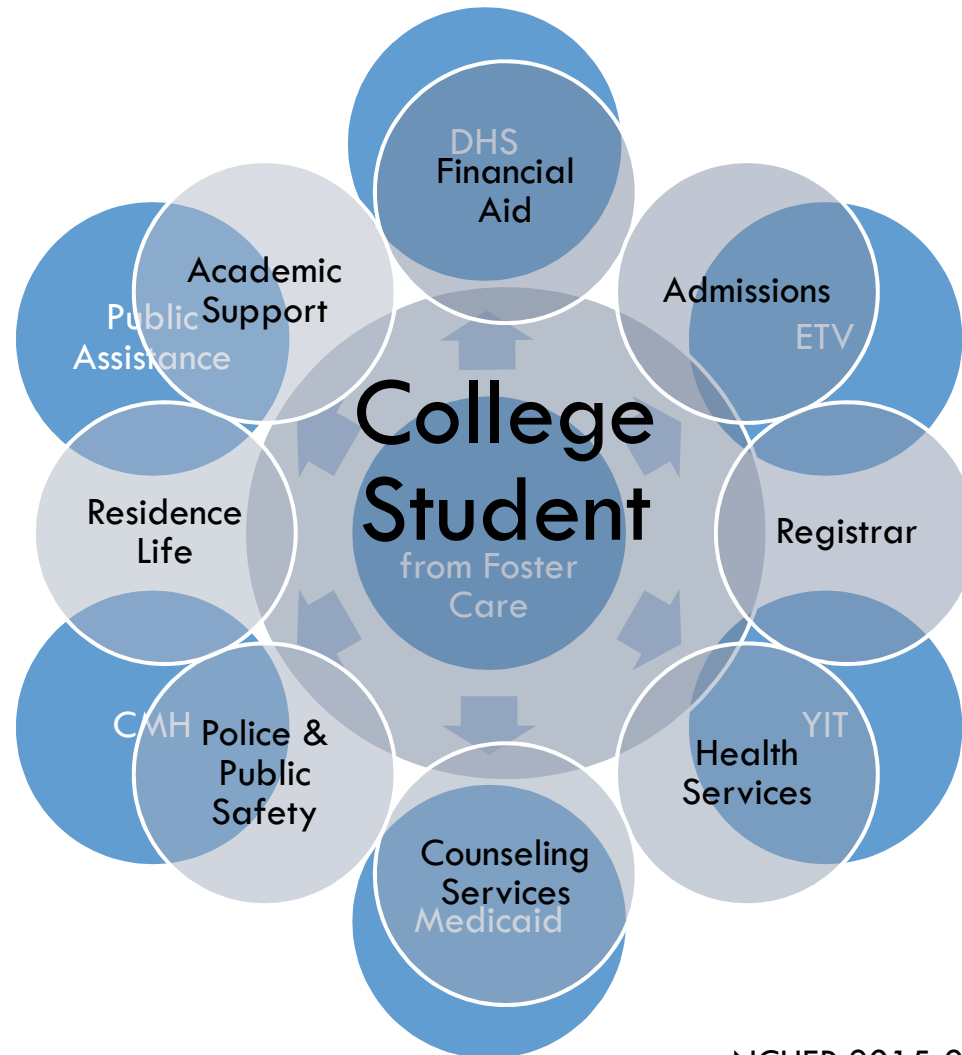 DHS
Financial
Aid
Academic
Support
Admissions
Public
Assistance
ETV
College
Student
from Foster
Care
Residence
Life
Registrar
CMH
Police &
Public
Safety
YIT
Health
Services
Counseling
Services
Medicaid